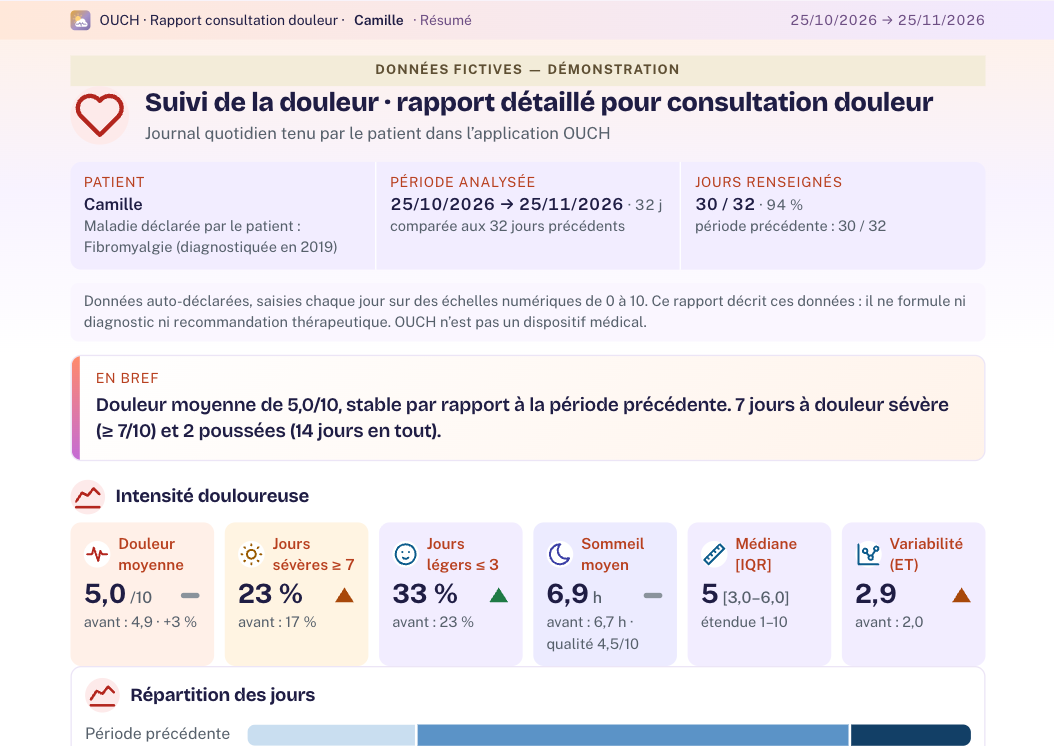 OUCH · Rapport consultation douleur · Camille · Résumé
25/10/2026 → 25/11/2026
DONNÉES FICTIVES — DÉMONSTRATION
Suivi de la douleur · rapport détaillé pour consultation douleur
Journal quotidien tenu par le patient dans l’application OUCH
PATIENT
Camille
Maladie déclarée par le patient :
Fibromyalgie (diagnostiquée en 2019)
PÉRIODE ANALYSÉE
25/10/2026 → 25/11/2026 · 32 j
comparée aux 32 jours précédents
JOURS RENSEIGNÉS
30 / 32 · 94 %
période précédente : 30 / 32
Données auto-déclarées, saisies chaque jour sur des échelles numériques de 0 à 10. Ce rapport décrit ces données : il ne formule ni
diagnostic ni recommandation thérapeutique. OUCH n’est pas un dispositif médical.
EN BREF
Douleur moyenne de 5,0/10, stable par rapport à la période précédente. 7 jours à douleur sévère
(≥ 7/10) et 2 poussées (14 jours en tout).
Intensité douloureuse
Douleur
moyenne
5,0 /10
avant : 4,9 · +3 %
Jours
sévères ≥ 7
23 %
avant : 17 %
Jours
légers ≤ 3
33 %
avant : 23 %
Sommeil
moyen
6,9 h
avant : 6,7 h ·
qualité 4,5/10
Médiane
[IQR]
5 [3,0–6,0]
étendue 1–10
Variabilité
(ET)
2,9
avant : 2,0
Répartition des jours
Période précédente